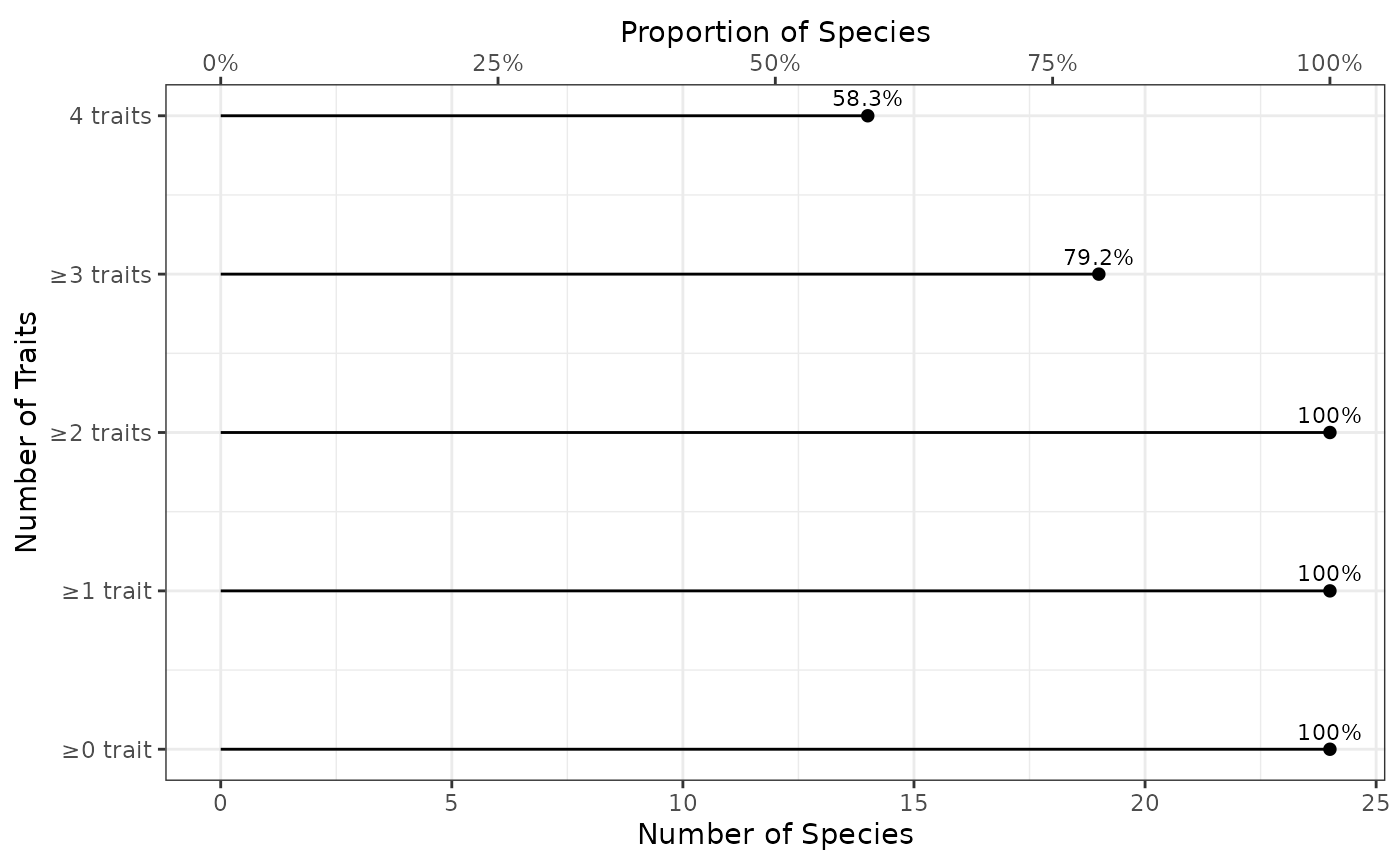 Proportion of Species
0% 25% 50% 75% 100%
58.3%
4 traits
79.2%
≥3 traits
100%
≥2 traits
100%
≥1 trait
100%
≥0 trait
Number of Traits
0 5 10 15 20 25
Number of Species